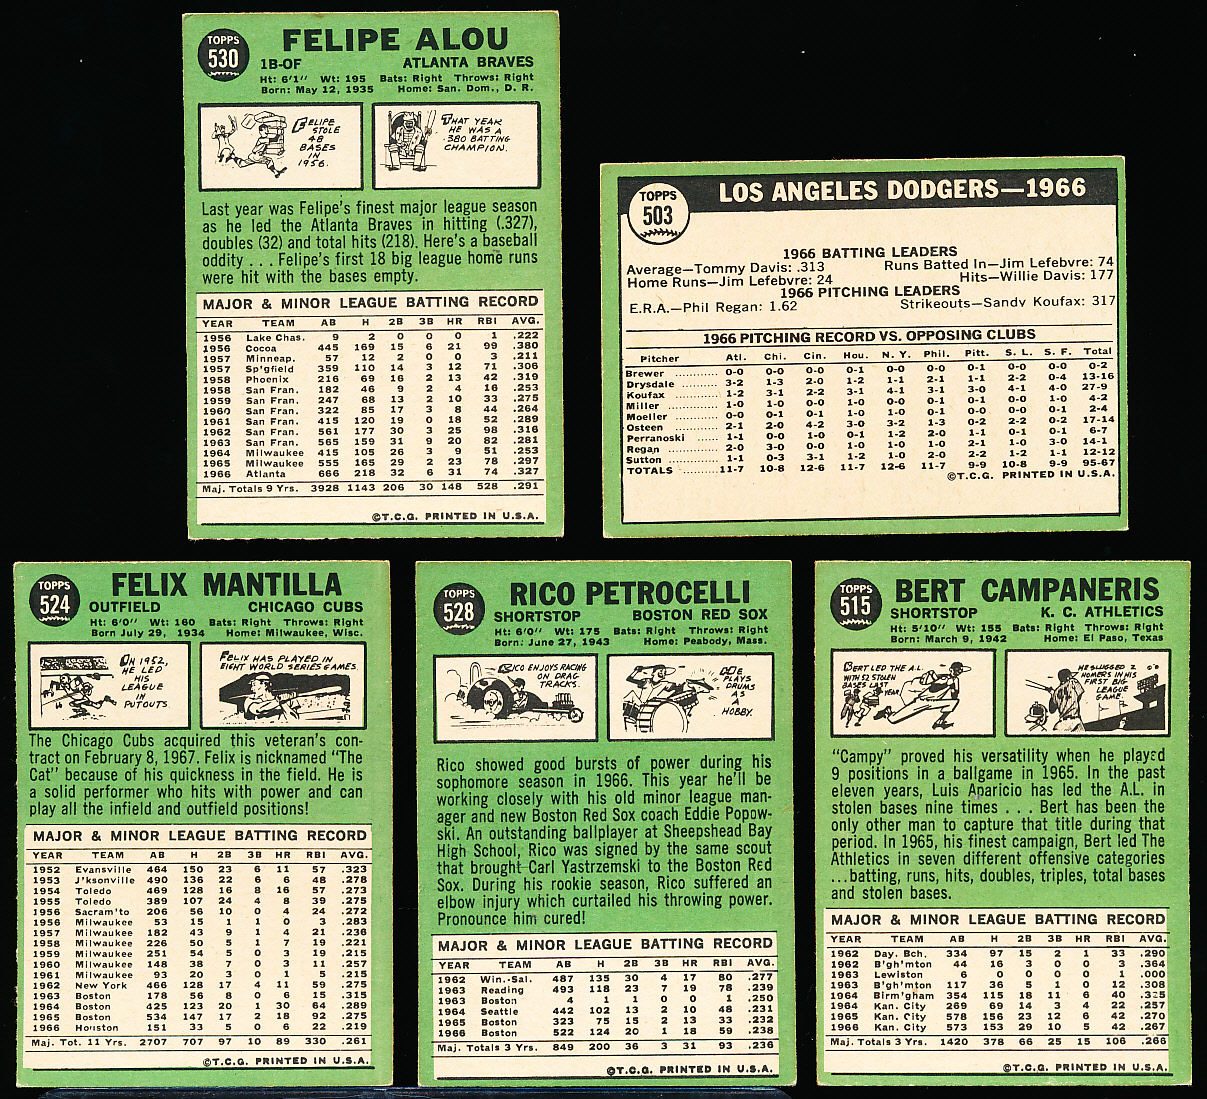 TOPPS
530
FELIPE ALOU
1B-OF ATLANTA BRAVES
Ht: 6'1" Wt: 195 Bats: Right Throws: Right
Born: May 12, 1935 Home: San. Dom., D. R.
FELIPE
STOLE
48
BASES
IN
1956.
THAT YEAR
HE WAS A
.380 BATTING
CHAMPION.
Last year was Felipe's finest major league season
as he led the Atlanta Braves in hitting (.327),
doubles (32) and total hits (218). Here's a baseball
oddity . . . Felipe's first 18 big league home runs
were hit with the bases empty.
MAJOR & MINOR LEAGUE BATTING RECORD
YEAR TEAM AB H 2B 3B HR RBI AVG.
1956 Lake Chas. 9 2 0 0 0 1 .222
1956 Cocoa 445 169 15 6 21 99 .380
1957 Minneap. 57 12 2 0 0 3 .211
1957 Sp'gfield 359 110 14 3 12 71 .306
1958 Phoenix 216 69 16 2 13 42 .319
1958 San Fran. 182 46 9 2 4 16 .253
1959 San Fran. 247 68 13 2 10 33 .275
1960 San Fran. 322 85 17 3 8 44 .264
1961 San Fran. 415 120 19 0 18 52 .289
1962 San Fran. 561 177 30 3 25 98 .316
1963 San Fran. 565 159 31 9 20 82 .281
1964 Milwaukee 415 105 26 3 9 51 .253
1965 Milwaukee 555 165 29 2 23 78 .297
1966 Atlanta 666 218 32 6 31 74 .327
Maj. Totals 9 Yrs. 3928 1143 206 30 148 528 .291
©T.C.G. PRINTED IN U.S.A.
TOPPS
503
LOS ANGELES DODGERS—1966
1966 BATTING LEADERS
Average—Tommy Davis: .313 Runs Batted In—Jim Lefebvre: 74
Home Runs—Jim Lefebvre: 24 Hits—Willie Davis: 177
1966 PITCHING LEADERS
E.R.A.—Phil Regan: 1.62 Strikeouts—Sandy Koufax: 317
1966 PITCHING RECORD VS. OPPOSING CLUBS
Pitcher Atl. Chi. Cin. Hou. N. Y. Phil. Pitt. S. L. S. F. Total
Brewer .......... 0-0 0-0 0-0 0-1 0-0 0-0 0-1 0-0 0-0 0-2
Drysdale .......... 3-2 1-3 2-0 1-2 1-1 2-1 1-1 2-2 0-4 13-16
Koufax .......... 1-2 3-1 2-2 3-1 4-1 3-1 3-0 4-1 4-0 27-9
Miller .......... 1-0 1-0 0-0 1-0 0-0 0-1 0-1 0-0 1-0 4-2
Moeller .......... 0-0 0-1 0-1 1-0 1-0 0-1 0-1 0-0 0-0 2-4
Osteen .......... 2-1 2-0 4-2 3-0 3-2 1-3 0-2 2-2 0-2 17-14
Perranoski ...... 1-1 0-0 1-0 0-1 1-2 2-0 1-1 0-1 0-1 6-7
Regan .......... 2-0 3-0 0-0 1-0 1-0 1-0 2-1 1-0 3-0 14-1
Sutton .......... 1-1 0-3 3-1 1-2 1-0 2-0 2-2 1-2 1-1 12-12
TOTALS .......... 11-7 10-8 12-6 11-7 12-6 11-7 9-9 10-8 9-9 95-67
©T.C.G. PRINTED IN U.S.A.
TOPPS
524
FELIX MANTILLA
OUTFIELD CHICAGO CUBS
Ht: 6'0" Wt: 160 Bats: Right Throws: Right
Born July 29, 1934 Home: Milwaukee, Wisc.
IN 1952,
HE LED
HIS
LEAGUE
IN
PUTOUTS.
FELIX HAS PLAYED IN
EIGHT WORLD SERIES GAMES.
The Chicago Cubs acquired this veteran's con-
tract on February 8, 1967. Felix is nicknamed "The
Cat" because of his quickness in the field. He is
a solid performer who hits with power and can
play all the infield and outfield positions!
MAJOR & MINOR LEAGUE BATTING RECORD
YEAR TEAM AB H 2B 3B HR RBI AVG.
1952 Evansville 464 150 23 6 11 57 .323
1953 J'ksonville 490 136 22 6 6 48 .278
1954 Toledo 469 128 16 8 16 57 .273
1955 Toledo 389 107 24 4 8 39 .275
1956 Sacram'to 206 56 10 0 4 24 .272
1956 Milwaukee 53 15 1 1 0 3 .283
1957 Milwaukee 182 43 9 1 4 21 .236
1958 Milwaukee 226 50 5 1 7 19 .221
1959 Milwaukee 251 54 5 0 3 19 .215
1960 Milwaukee 148 38 7 0 3 11 .257
1961 Milwaukee 93 20 3 0 1 5 .215
1962 New York 466 128 17 4 11 59 .275
1963 Boston 178 56 8 0 6 15 .315
1964 Boston 425 123 20 1 30 64 .289
1965 Boston 534 147 17 2 18 92 .275
1966 Houston 151 33 5 0 6 22 .219
Maj. Tot. 11 Yrs. 2707 707 97 10 89 330 .261
©T.C.G. PRINTED IN U.S.A.
TOPPS
528
RICO PETROCELLI
SHORTSTOP BOSTON RED SOX
Ht: 6'0" Wt: 175 Bats: Right Throws: Right
Born: June 27, 1943 Home: Peabody, Mass.
RICO ENJOYS RACING
ON DRAG
TRACKS.
HE
PLAYS
DRUMS
AS
A
HOBBY.
Rico showed good bursts of power during his
sophomore season in 1966. This year he'll be
working closely with his old minor league man-
ager and new Boston Red Sox coach Eddie Popow-
ski. An outstanding ballplayer at Sheepshead Bay
High School, Rico was signed by the same scout
that brought Carl Yastrzemski to the Boston Red
Sox. During his rookie season, Rico suffered an
elbow injury which curtailed his throwing power.
Pronounce him cured!
MAJOR & MINOR LEAGUE BATTING RECORD
YEAR TEAM AB H 2B 3B HR RBI AVG.
1962 Win.-Sal. 487 135 30 4 17 80 .277
1963 Reading 493 118 23 7 19 78 .239
1963 Boston 4 1 1 0 0 1 .250
1964 Seattle 442 102 13 2 10 48 .231
1965 Boston 323 75 15 2 13 33 .232
1966 Boston 522 124 20 1 18 59 .238
Maj. Totals 3 Yrs. 849 200 36 3 31 93 .236
©T.C.G. PRINTED IN U.S.A.
TOPPS
515
BERT CAMPANERIS
SHORTSTOP K. C. ATHLETICS
Ht: 5'10" Wt: 155 Bats: Right Throws: Right
Born: March 9, 1942 Home: El Paso, Texas
BERT LED THE A.L.
WITH 52 STOLEN
BASES LAST
YEAR
HE SLUGGED 2
HOMERS IN HIS
FIRST BIG
LEAGUE
GAME.
"Campy" proved his versatility when he played
9 positions in a ballgame in 1965. In the past
eleven years, Luis Aparicio has led the A.L. in
stolen bases nine times . . . Bert has been the
only other man to capture that title during that
period. In 1965, his finest campaign, Bert led The
Athletics in seven different offensive categories
...batting, runs, hits, doubles, triples, total bases
and stolen bases.
MAJOR & MINOR LEAGUE BATTING RECORD
YEAR TEAM AB H 2B 3B HR RBI AVG.
1962 Day. Bch. 334 97 15 2 1 33 .290
1962 B'gh'mton 44 16 3 0 0 3 .364
1963 Lewiston 6 0 0 0 0 1 .000
1963 B'gh'mton 117 36 5 1 0 12 .308
1964 Birm'gham 354 115 18 11 6 40 .325
1964 Kan. City 269 69 14 3 4 22 .257
1965 Kan. City 578 156 23 12 6 42 .270
1966 Kan. City 573 153 29 10 5 42 .267
Maj. Totals 3 Yrs. 1420 378 66 25 15 106 .266
©T.C.G. PRINTED IN U.S.A.